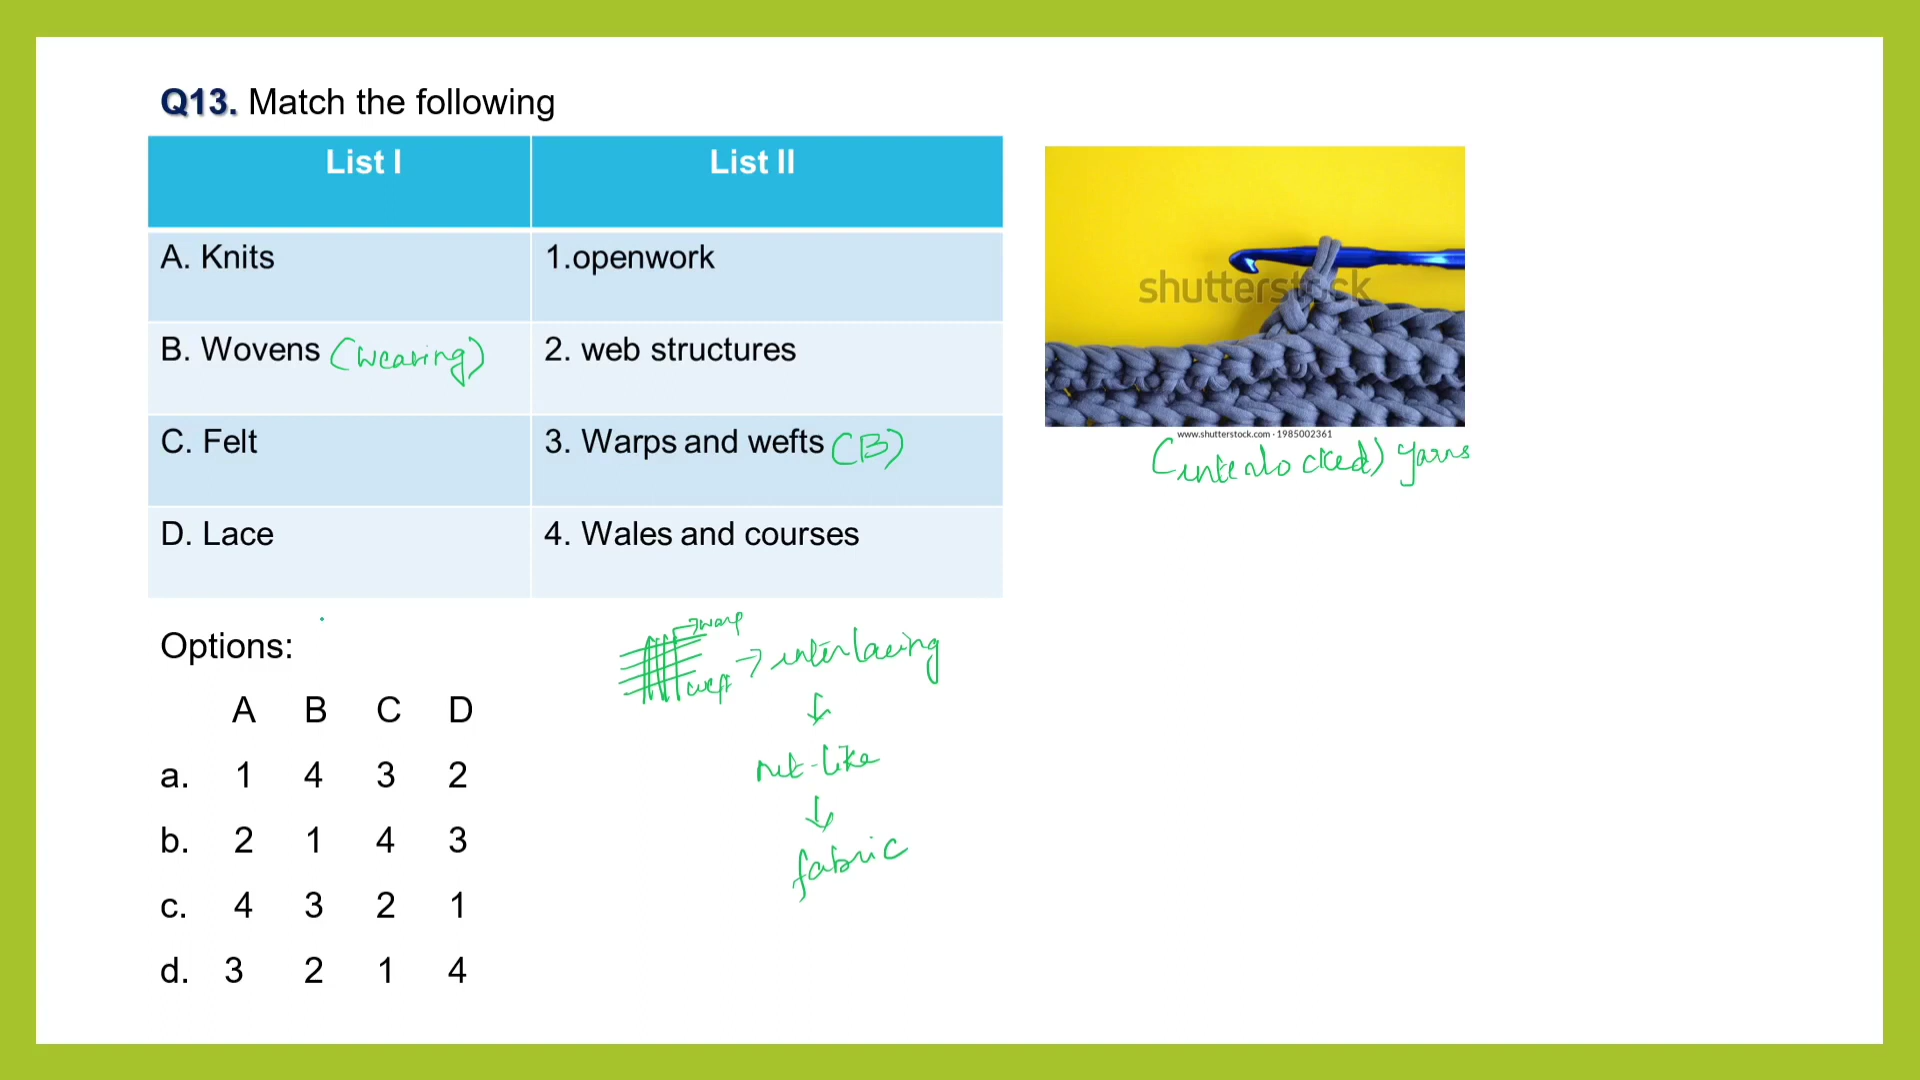 Q13. Match the following
List I
List II
A. Knits
1.openwork
B. Wovens (weaving)
2. web structures
C. Felt
3. Warps and wefts (B)
D. Lace
4. Wales and courses
shutterstock
www.shutterstock.com · 1985002361
(interlocked) yarns
Options:
A B C D
a. 1 4 3 2
b. 2 1 4 3
c. 4 3 2 1
d. 3 2 1 4
→warp
weft → interlacing
↓
net-like
↓
fabric